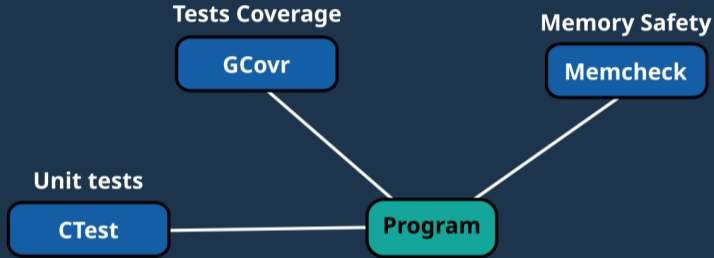 Tests Coverage
GCovr
Memory Safety
Memcheck
Unit tests
CTest
Program